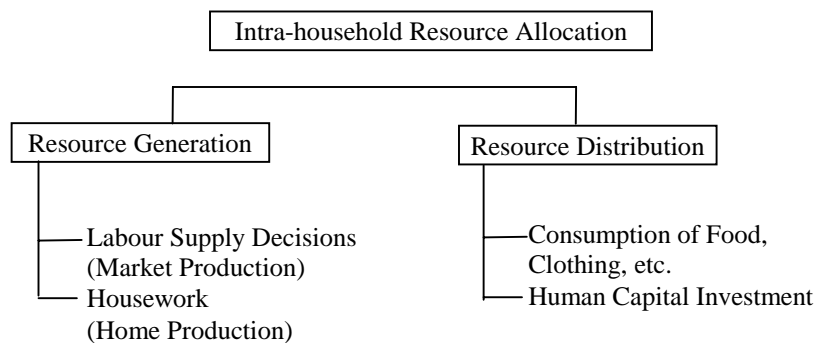 Intra-household Resource Allocation
Resource Generation
Labour Supply Decisions
(Market Production)
Housework
(Home Production)
Resource Distribution
Consumption of Food,
Clothing, etc.
Human Capital Investment